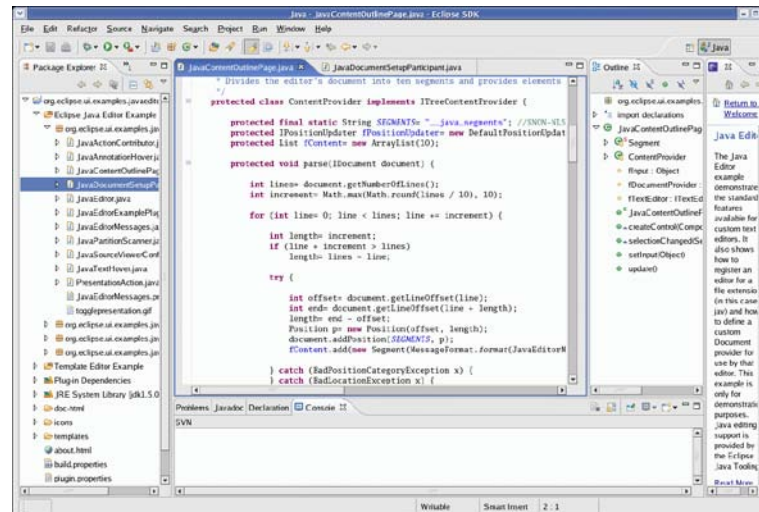 Java - JavaContentOutlinePage.java - Eclipse SDK
File Edit Refactor Source Navigate Search Project Run Window Help
Java
Package Explorer
org.eclipse.ui.examples.javaedit
Eclipse Java Editor Example
org.eclipse.ui.examples.jav
JavaActionContributor.j
JavaAnnotationHover.ja
JavaContentOutlinePag
JavaDocumentSetupPa
JavaEditor.java
JavaEditorExamplePlug
JavaEditorMessages.ja
JavaPartitionScanner.ja
JavaSourceViewerConf
JavaTextHover.java
PresentationAction.java
JavaEditorMessages.pr
togglepresentation.gif
org.eclipse.ui.examples.jav
org.eclipse.ui.examples.jav
org.eclipse.ui.examples.jav
Template Editor Example
Plug-in Dependencies
JRE System Library [jdk1.5.0
doc-html
icons
templates
about.html
build.properties
plugin.properties
JavaContentOutlinePage.java JavaDocumentSetupParticipant.java
* Divides the editor's document into ten segments and provides elements
*/
protected class ContentProvider implements ITreeContentProvider {
protected final static String SEGMENTS= "__java_segments"; //$NON-NLS
protected IPositionUpdater fPositionUpdater= new DefaultPositionUpdat
protected List fContent= new ArrayList(10);
protected void parse(IDocument document) {
int lines= document.getNumberOfLines();
int increment= Math.max(Math.round(lines / 10), 10);
for (int line= 0; line < lines; line += increment) {
int length= increment;
if (line + increment > lines)
length= lines - line;
try {
int offset= document.getLineOffset(line);
int end= document.getLineOffset(line + length);
length= end - offset;
Position p= new Position(offset, length);
document.addPosition(SEGMENTS, p);
fContent.add(new Segment(MessageFormat.format(JavaEditorM
} catch (BadPositionCategoryException x) {
} catch (BadLocationException x) {
Problems Javadoc Declaration Console
SVN
Outline
org.eclipse.ui.examples.
import declarations
JavaContentOutlinePag
Segment
ContentProvider
fInput : Object
fDocumentProvider :
fTextEditor : ITextEd
JavaContentOutlineP
createControl(Compo
selectionChanged(Se
setInput(Object)
update()
Return to
Welcome
Java Edit
The Java
Editor
example
demonstrate
the standard
features
available for
custom text
editors. It
also shows
how to
register an
editor for a
file extensio
(in this case
jav) and how
to define a
custom
Document
provider for
use by that
editor. This
example is
only for
demonstrati
purposes.
Java editing
support is
provided by
the Eclipse
Java Tooling
Read More
Writable Smart Insert 2 : 1